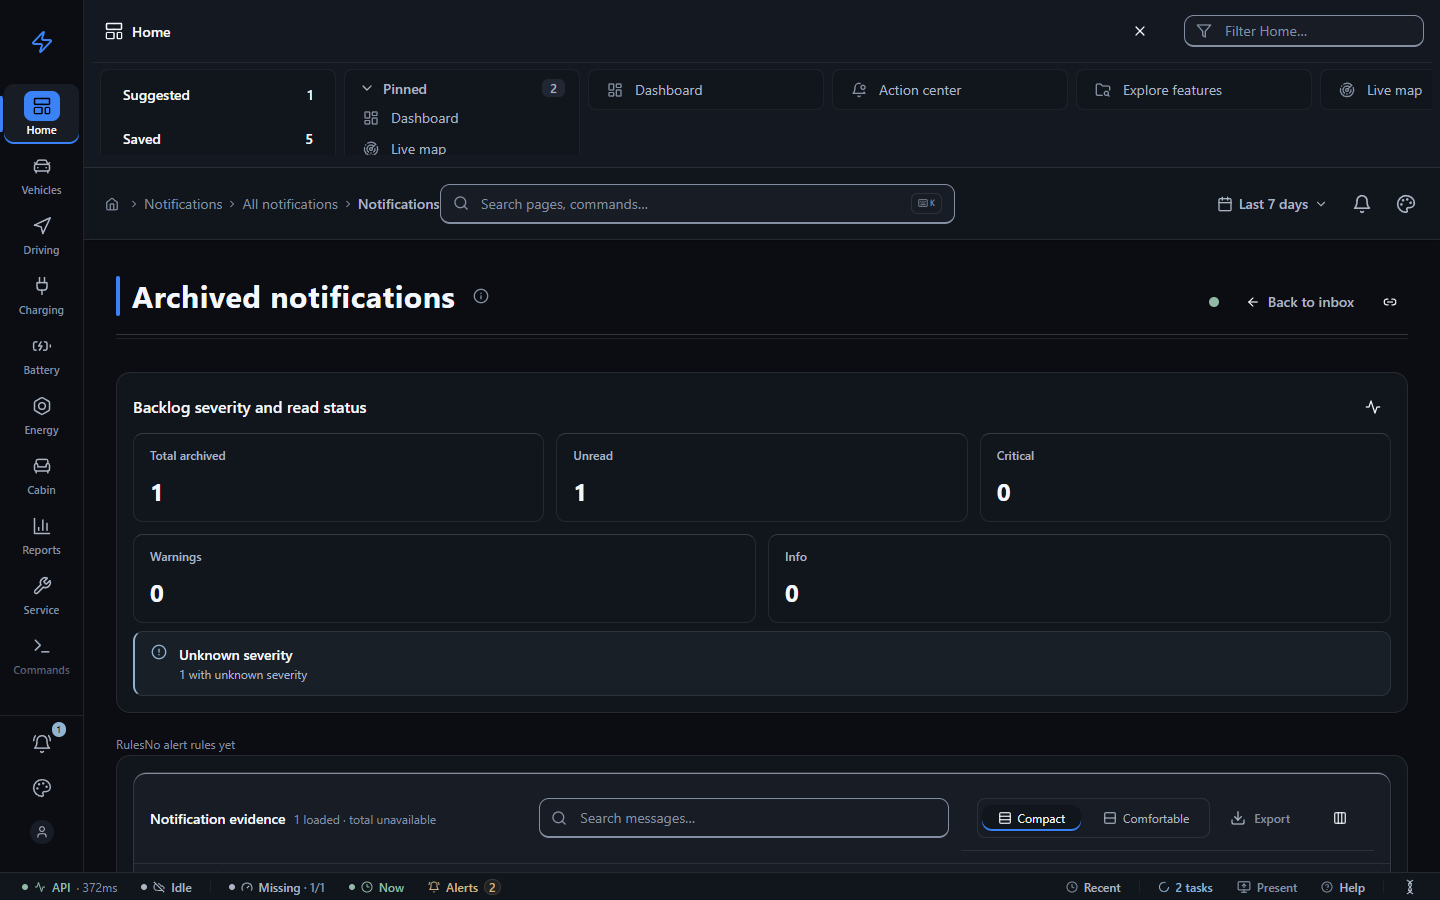 Home
Filter Home...
Suggested 1
Saved 5
Pinned 2
Dashboard
Live map
Dashboard
Action center
Explore features
Live map
Home
Vehicles
Driving
Charging
Battery
Energy
Cabin
Reports
Service
Commands
1
Notifications
All notifications
Notifications
Search pages, commands...
K
Last 7 days
Archived notifications
Back to inbox
Backlog severity and read status
Total archived
1
Unread
1
Critical
0
Warnings
0
Info
0
Unknown severity
1 with unknown severity
RulesNo alert rules yet
Notification evidence 1 loaded · total unavailable
Search messages...
Compact
Comfortable
Export
API · 372ms
Idle
Missing · 1/1
Now
Alerts 2
Recent
2 tasks
Present
Help